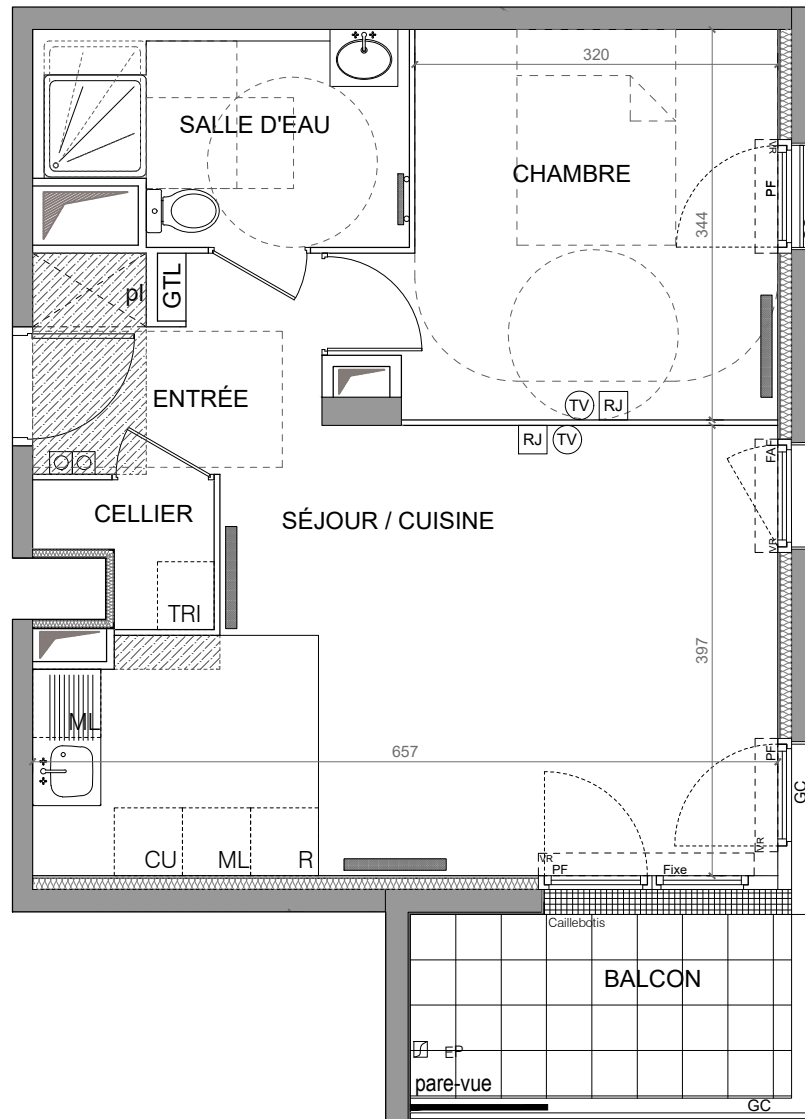 320
SALLE D'EAU
CHAMBRE
VR
PF
344
pl
GTL
ENTRÉE
TV
RJ
RJ
TV
FA
VR
CELLIER
SÉJOUR / CUISINE
TRI
397
ML
657
PF
GC
VR
CU
ML
R
VR
PF
Fixe
Caillebotis
BALCON
EP
pare-vue
GC